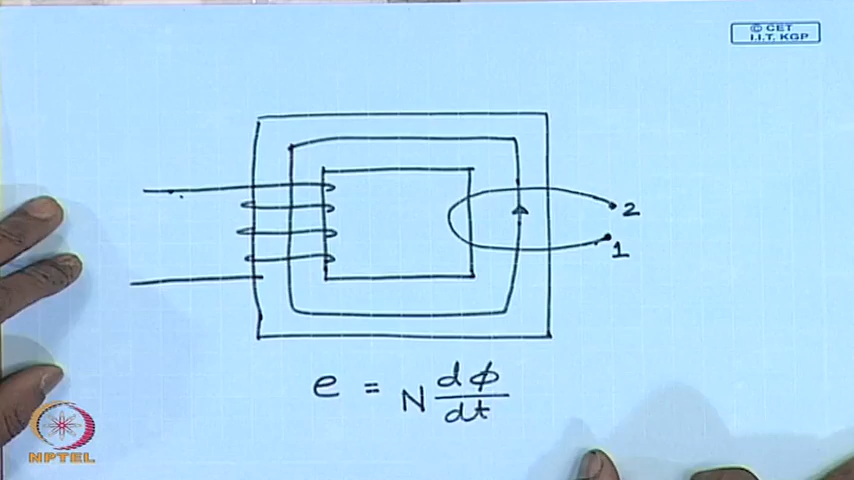 © CET
I.I.T. KGP
2
1
e = N dφ/dt
NPTEL